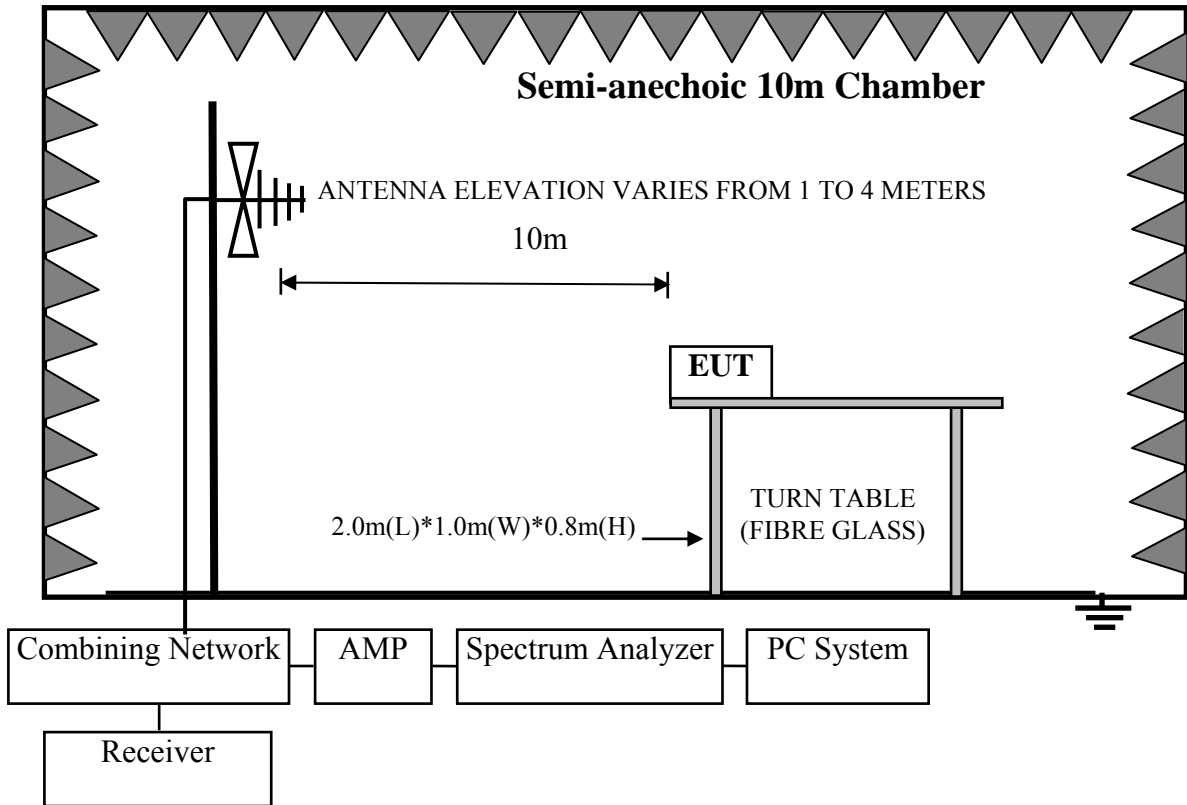 Semi-anechoic 10m Chamber
ANTENNA ELEVATION VARIES FROM 1 TO 4 METERS
10m
EUT
TURN TABLE
(FIBRE GLASS)
2.0m(L)*1.0m(W)*0.8m(H)
Combining Network
AMP
Spectrum Analyzer
PC System
Receiver